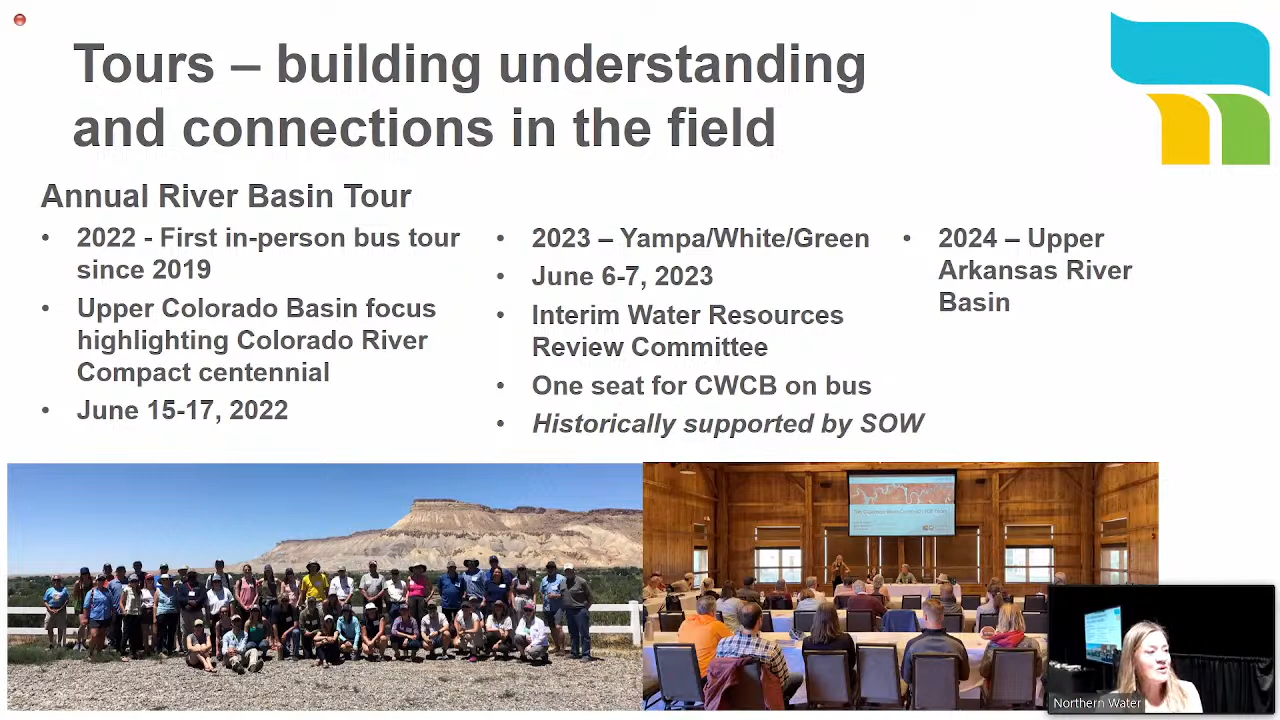 Tours – building understanding
and connections in the field
Annual River Basin Tour
• 2022 - First in-person bus tour
since 2019
• Upper Colorado Basin focus
highlighting Colorado River
Compact centennial
• June 15-17, 2022
• 2023 – Yampa/White/Green
• June 6-7, 2023
• Interim Water Resources
Review Committee
• One seat for CWCB on bus
• Historically supported by SOW
• 2024 – Upper
Arkansas River
Basin
Northern Water